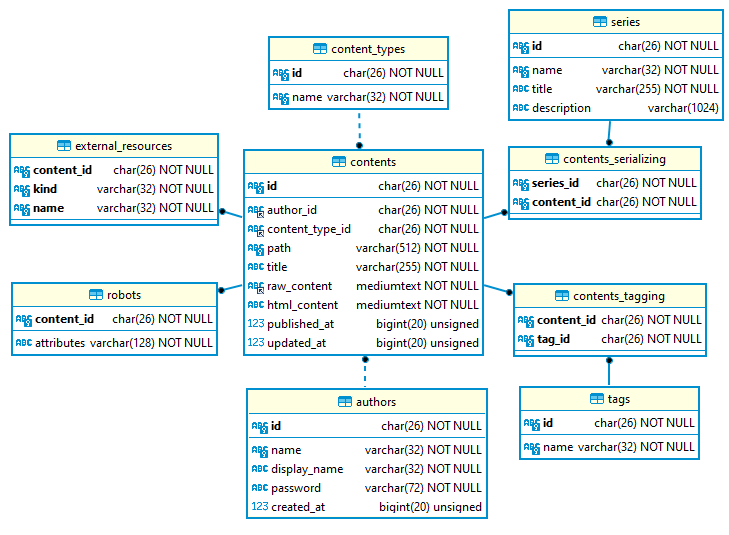 content_types
id char(26) NOT NULL
name varchar(32) NOT NULL
series
id char(26) NOT NULL
name varchar(32) NOT NULL
title varchar(255) NOT NULL
description varchar(1024)
external_resources
content_id char(26) NOT NULL
kind varchar(32) NOT NULL
name varchar(32) NOT NULL
contents
id char(26) NOT NULL
author_id char(26) NOT NULL
content_type_id char(26) NOT NULL
path varchar(512) NOT NULL
ABC title varchar(255) NOT NULL
raw_content mediumtext NOT NULL
ABC html_content mediumtext NOT NULL
123 published_at bigint(20) unsigned
123 updated_at bigint(20) unsigned
contents_serializing
series_id char(26) NOT NULL
content_id char(26) NOT NULL
robots
content_id char(26) NOT NULL
ABC attributes varchar(128) NOT NULL
contents_tagging
content_id char(26) NOT NULL
tag_id char(26) NOT NULL
authors
id char(26) NOT NULL
name varchar(32) NOT NULL
ABC display_name varchar(32) NOT NULL
ABC password varchar(72) NOT NULL
123 created_at bigint(20) unsigned
tags
id char(26) NOT NULL
name varchar(32) NOT NULL